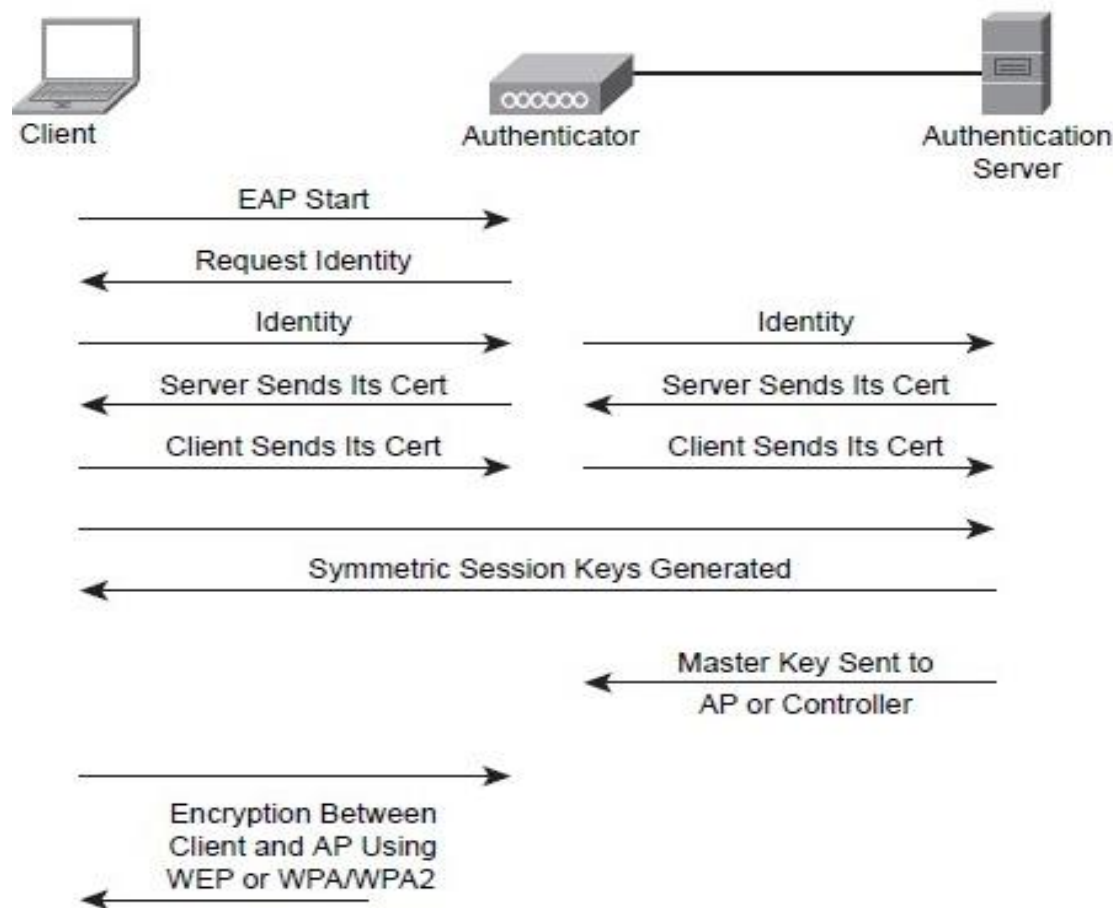 Client
Authenticator
Authentication
Server
EAP Start
Request Identity
Identity
Identity
Server Sends Its Cert
Server Sends Its Cert
Client Sends Its Cert
Client Sends Its Cert
Symmetric Session Keys Generated
Master Key Sent to
AP or Controller
Encryption Between
Client and AP Using
WEP or WPA/WPA2